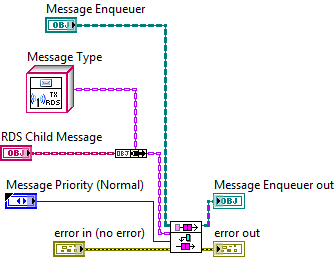 Message Enqueuer
OBJ
Message Type
TX
RDS
RDS Child Message
OBJ
OBJ
Message Priority (Normal)
Message Enqueuer out
OBJ
error in (no error)
error out